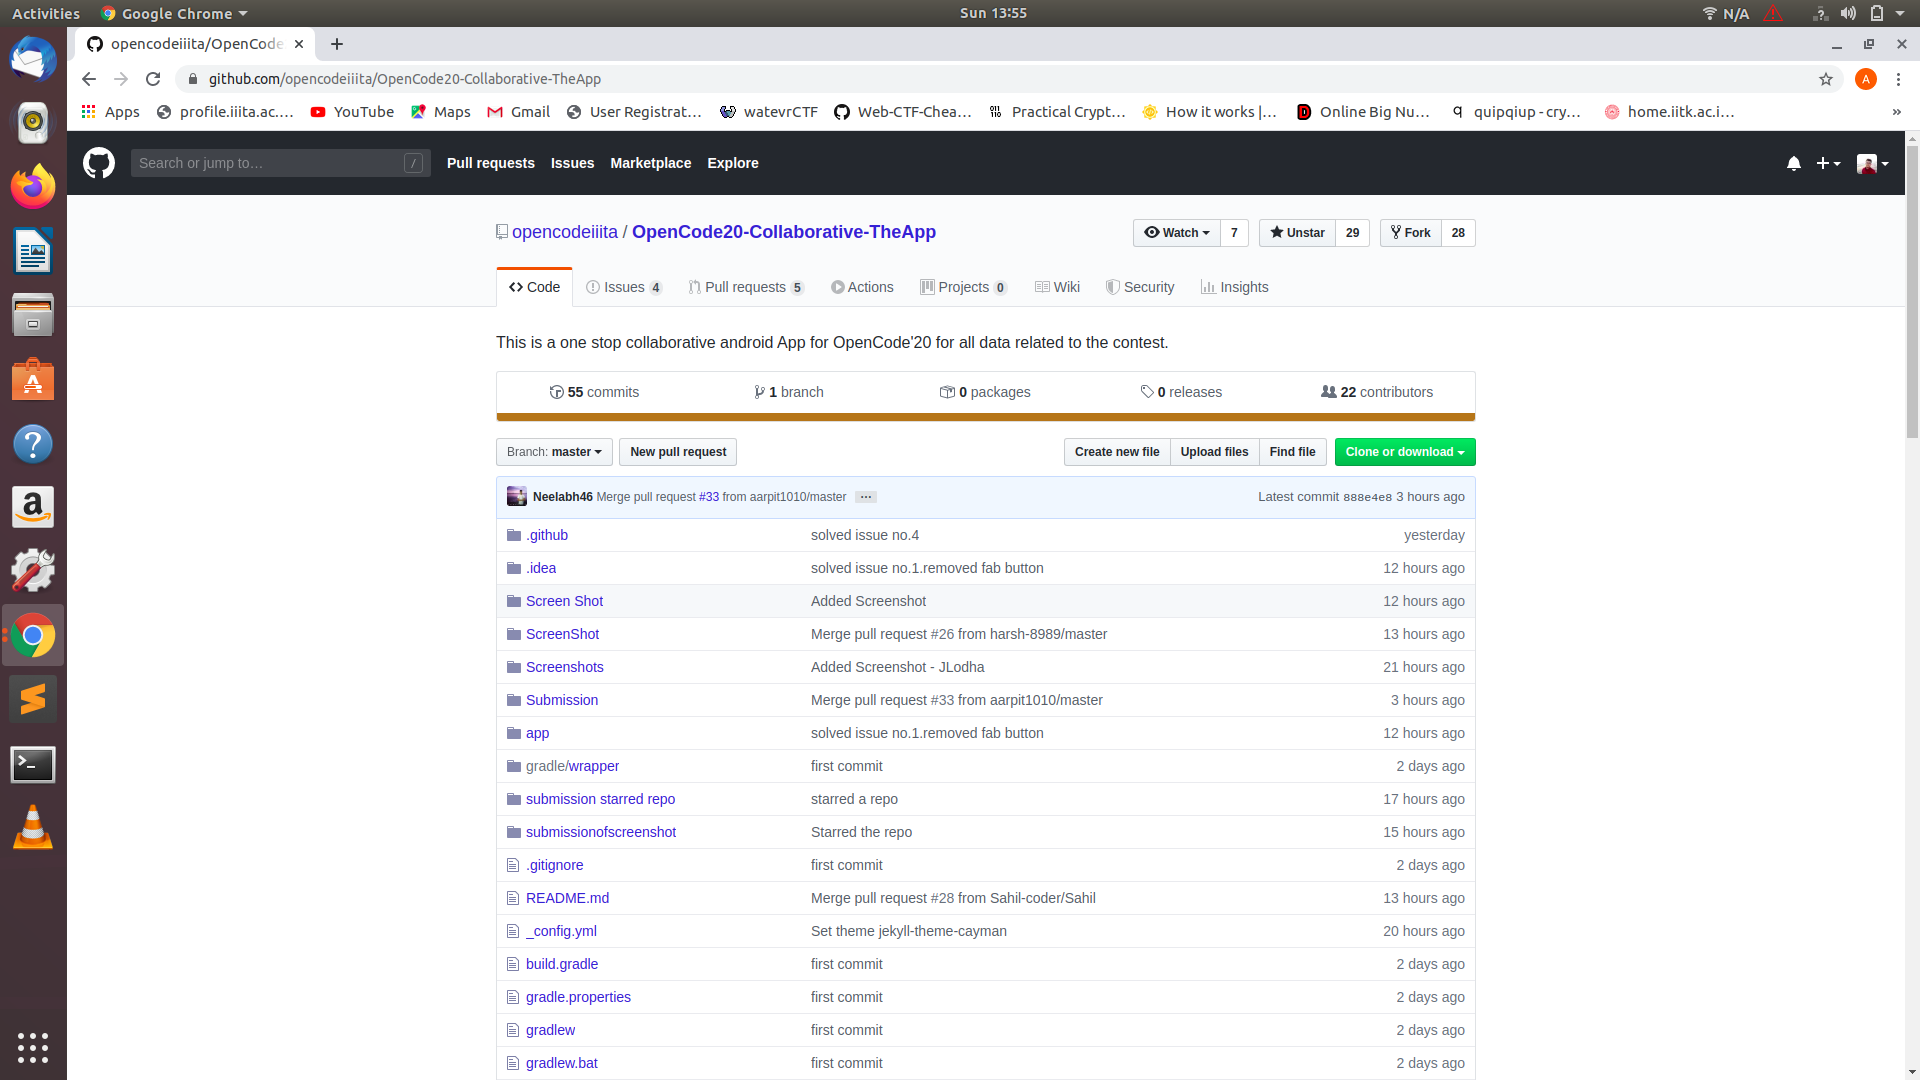 Activities Google Chrome Sun 13:55 N/A
opencodeiiita/OpenCode
github.com/opencodeiiita/OpenCode20-Collaborative-TheApp A
Apps profile.iiita.ac.... YouTube Maps Gmail User Registrat... watevrCTF Web-CTF-Chea... Practical Crypt... How it works |... Online Big Nu... quipqiup - cry... home.iitk.ac.i... »
Search or jump to... / Pull requests Issues Marketplace Explore
opencodeiiita / OpenCode20-Collaborative-TheApp Watch 7 Unstar 29 Fork 28
Code Issues 4 Pull requests 5 Actions Projects 0 Wiki Security Insights
This is a one stop collaborative android App for OpenCode'20 for all data related to the contest.
55 commits 1 branch 0 packages 0 releases 22 contributors
Branch: master New pull request Create new file Upload files Find file Clone or download
Neelabh46 Merge pull request #33 from aarpit1010/master ... Latest commit 888e4e8 3 hours ago
.github solved issue no.4 yesterday
.idea solved issue no.1.removed fab button 12 hours ago
Screen Shot Added Screenshot 12 hours ago
ScreenShot Merge pull request #26 from harsh-8989/master 13 hours ago
Screenshots Added Screenshot - JLodha 21 hours ago
Submission Merge pull request #33 from aarpit1010/master 3 hours ago
app solved issue no.1.removed fab button 12 hours ago
gradle/wrapper first commit 2 days ago
submission starred repo starred a repo 17 hours ago
submissionofscreenshot Starred the repo 15 hours ago
.gitignore first commit 2 days ago
README.md Merge pull request #28 from Sahil-coder/Sahil 13 hours ago
_config.yml Set theme jekyll-theme-cayman 20 hours ago
build.gradle first commit 2 days ago
gradle.properties first commit 2 days ago
gradlew first commit 2 days ago
gradlew.bat first commit 2 days ago